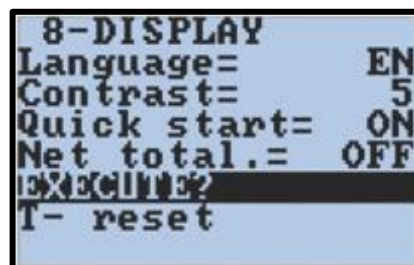 8-DISPLAY
Language= EN
Contrast= 5
Quick start= ON
Net total.= OFF
EXECUTE?
T- reset